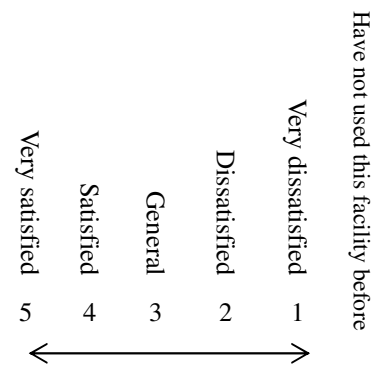 Very satisfied
Satisfied
General
Dissatisfied
Very dissatisfied
Have not used this facility before
5 4 3 2 1